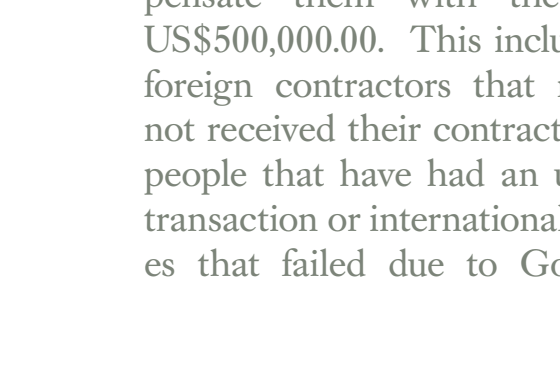 pensate them with the
US$500,000.00. This inclu
foreign contractors that
not received their contract
people that have had an u
transaction or international
es that failed due to Go